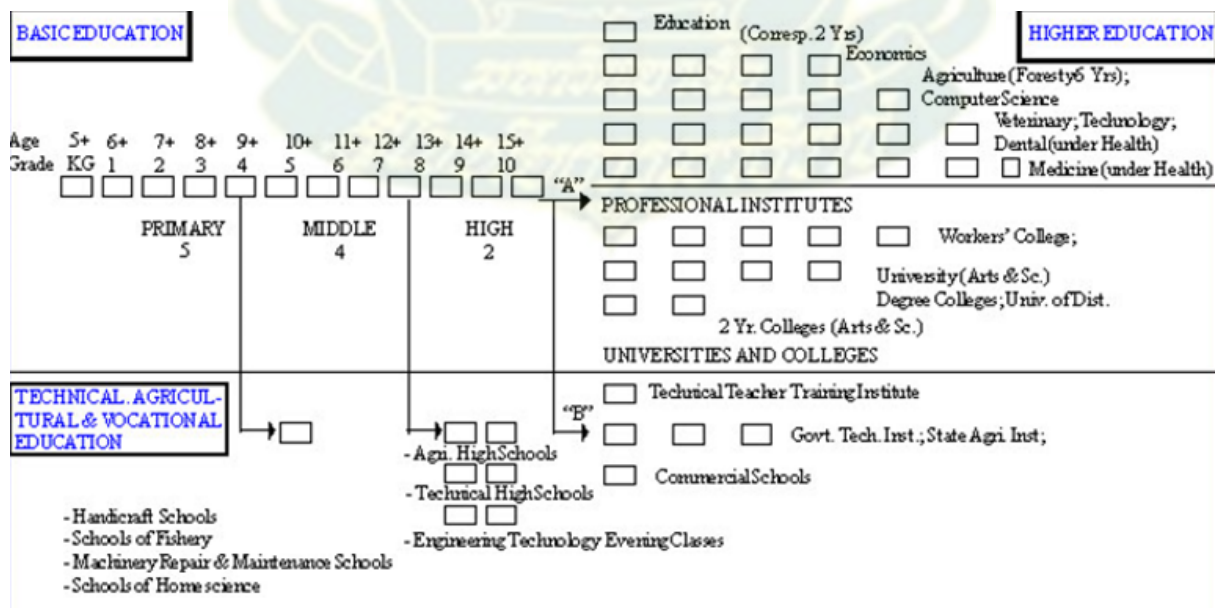 BASIC EDUCATION
Education (Corresp. 2 Yrs)
HIGHER EDUCATION
Economics
Agriculture (Foresty 6 Yrs);
Computer Science
Veterinary; Technology;
Dental (under Health)
Medicine (under Health)
Age 5+ 6+ 7+ 8+ 9+ 10+ 11+ 12+ 13+ 14+ 15+
Grade KG 1 2 3 4 5 6 7 8 9 10
"A"
PROFESSIONAL INSTITUTES
PRIMARY MIDDLE HIGH
5 4 2
Workers' College;
University (Arts & Sc.)
Degree Colleges; Univ. of Dist.
2 Yr. Colleges (Arts & Sc.)
UNIVERSITIES AND COLLEGES
TECHNICAL. AGRICUL-
TURAL & VOCATIONAL
EDUCATION
Technical Teacher Training Institute
"B"
Govt. Tech. Inst.; State Agri. Inst;
- Agri. High Schools
Commercial Schools
- Technical High Schools
- Engineering Technology Evening Classes
- Handicraft Schools
- Schools of Fishery
- Machinery Repair & Maintenance Schools
- Schools of Home science